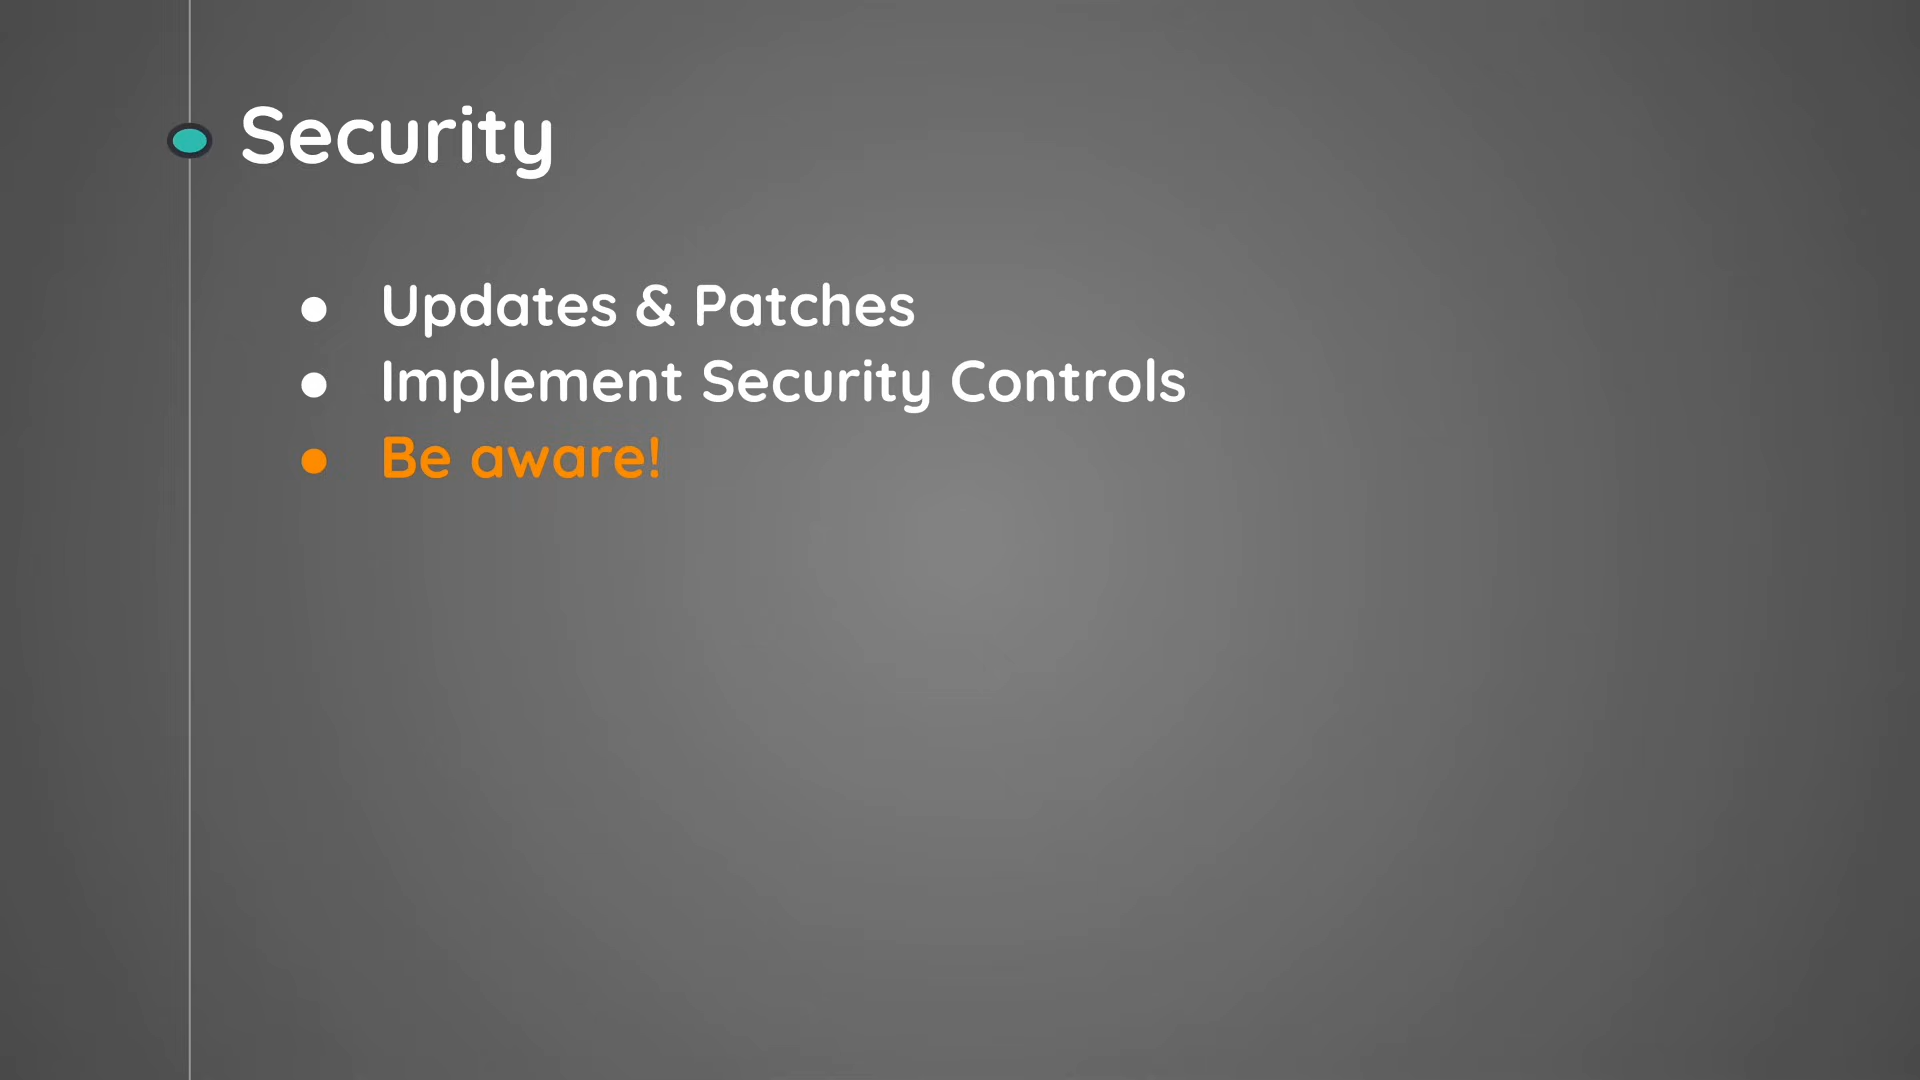 Security
● Updates & Patches
● Implement Security Controls
● Be aware!